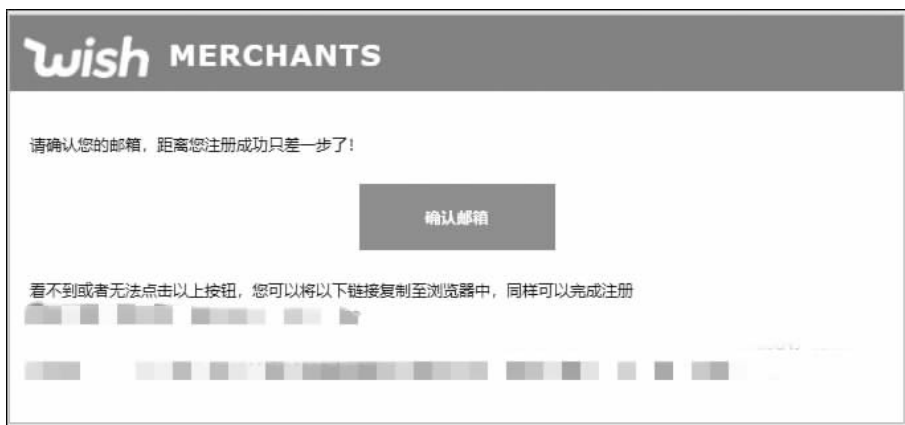 wish MERCHANTS
请确认您的邮箱，距离您注册成功只差一步了！
确认邮箱
看不到或者无法点击以上按钮，您可以将以下链接复制至浏览器中，同样可以完成注册